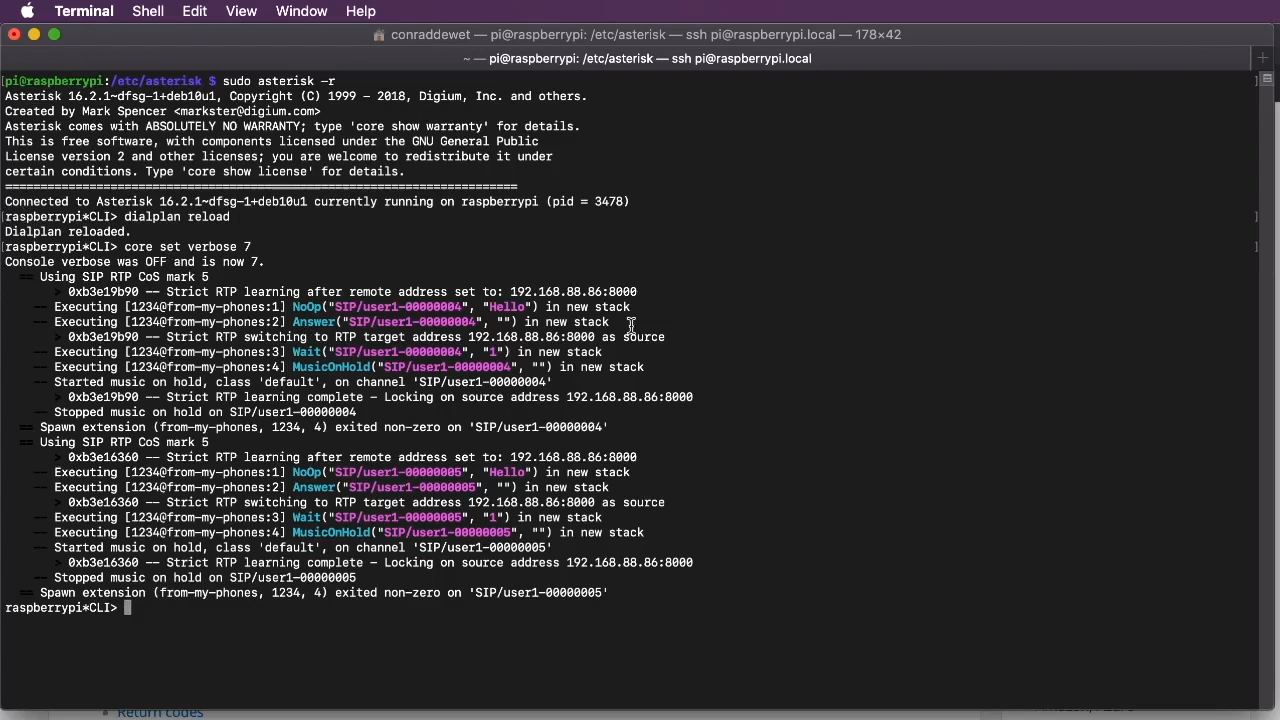 Terminal Shell Edit View Window Help
conraddewet — pi@raspberrypi: /etc/asterisk — ssh pi@raspberrypi.local — 178×42
~ — pi@raspberrypi: /etc/asterisk — ssh pi@raspberrypi.local
pi@raspberrypi:/etc/asterisk $ sudo asterisk -r
Asterisk 16.2.1~dfsg-1+deb10u1, Copyright (C) 1999 - 2018, Digium, Inc. and others.
Created by Mark Spencer <markster@digium.com>
Asterisk comes with ABSOLUTELY NO WARRANTY; type 'core show warranty' for details.
This is free software, with components licensed under the GNU General Public
License version 2 and other licenses; you are welcome to redistribute it under
certain conditions. Type 'core show license' for details.
=========================================================================
Connected to Asterisk 16.2.1~dfsg-1+deb10u1 currently running on raspberrypi (pid = 3478)
raspberrypi*CLI> dialplan reload
Dialplan reloaded.
raspberrypi*CLI> core set verbose 7
Console verbose was OFF and is now 7.
== Using SIP RTP CoS mark 5
> 0xb3e19b90 -- Strict RTP learning after remote address set to: 192.168.88.86:8000
-- Executing [1234@from-my-phones:1] NoOp("SIP/user1-00000004", "Hello") in new stack
-- Executing [1234@from-my-phones:2] Answer("SIP/user1-00000004", "") in new stack
> 0xb3e19b90 -- Strict RTP switching to RTP target address 192.168.88.86:8000 as source
-- Executing [1234@from-my-phones:3] Wait("SIP/user1-00000004", "1") in new stack
-- Executing [1234@from-my-phones:4] MusicOnHold("SIP/user1-00000004", "") in new stack
-- Started music on hold, class 'default', on channel 'SIP/user1-00000004'
> 0xb3e19b90 -- Strict RTP learning complete - Locking on source address 192.168.88.86:8000
-- Stopped music on hold on SIP/user1-00000004
== Spawn extension (from-my-phones, 1234, 4) exited non-zero on 'SIP/user1-00000004'
== Using SIP RTP CoS mark 5
> 0xb3e16360 -- Strict RTP learning after remote address set to: 192.168.88.86:8000
-- Executing [1234@from-my-phones:1] NoOp("SIP/user1-00000005", "Hello") in new stack
-- Executing [1234@from-my-phones:2] Answer("SIP/user1-00000005", "") in new stack
> 0xb3e16360 -- Strict RTP switching to RTP target address 192.168.88.86:8000 as source
-- Executing [1234@from-my-phones:3] Wait("SIP/user1-00000005", "1") in new stack
-- Executing [1234@from-my-phones:4] MusicOnHold("SIP/user1-00000005", "") in new stack
-- Started music on hold, class 'default', on channel 'SIP/user1-00000005'
> 0xb3e16360 -- Strict RTP learning complete - Locking on source address 192.168.88.86:8000
-- Stopped music on hold on SIP/user1-00000005
== Spawn extension (from-my-phones, 1234, 4) exited non-zero on 'SIP/user1-00000005'
raspberrypi*CLI>
Return codes